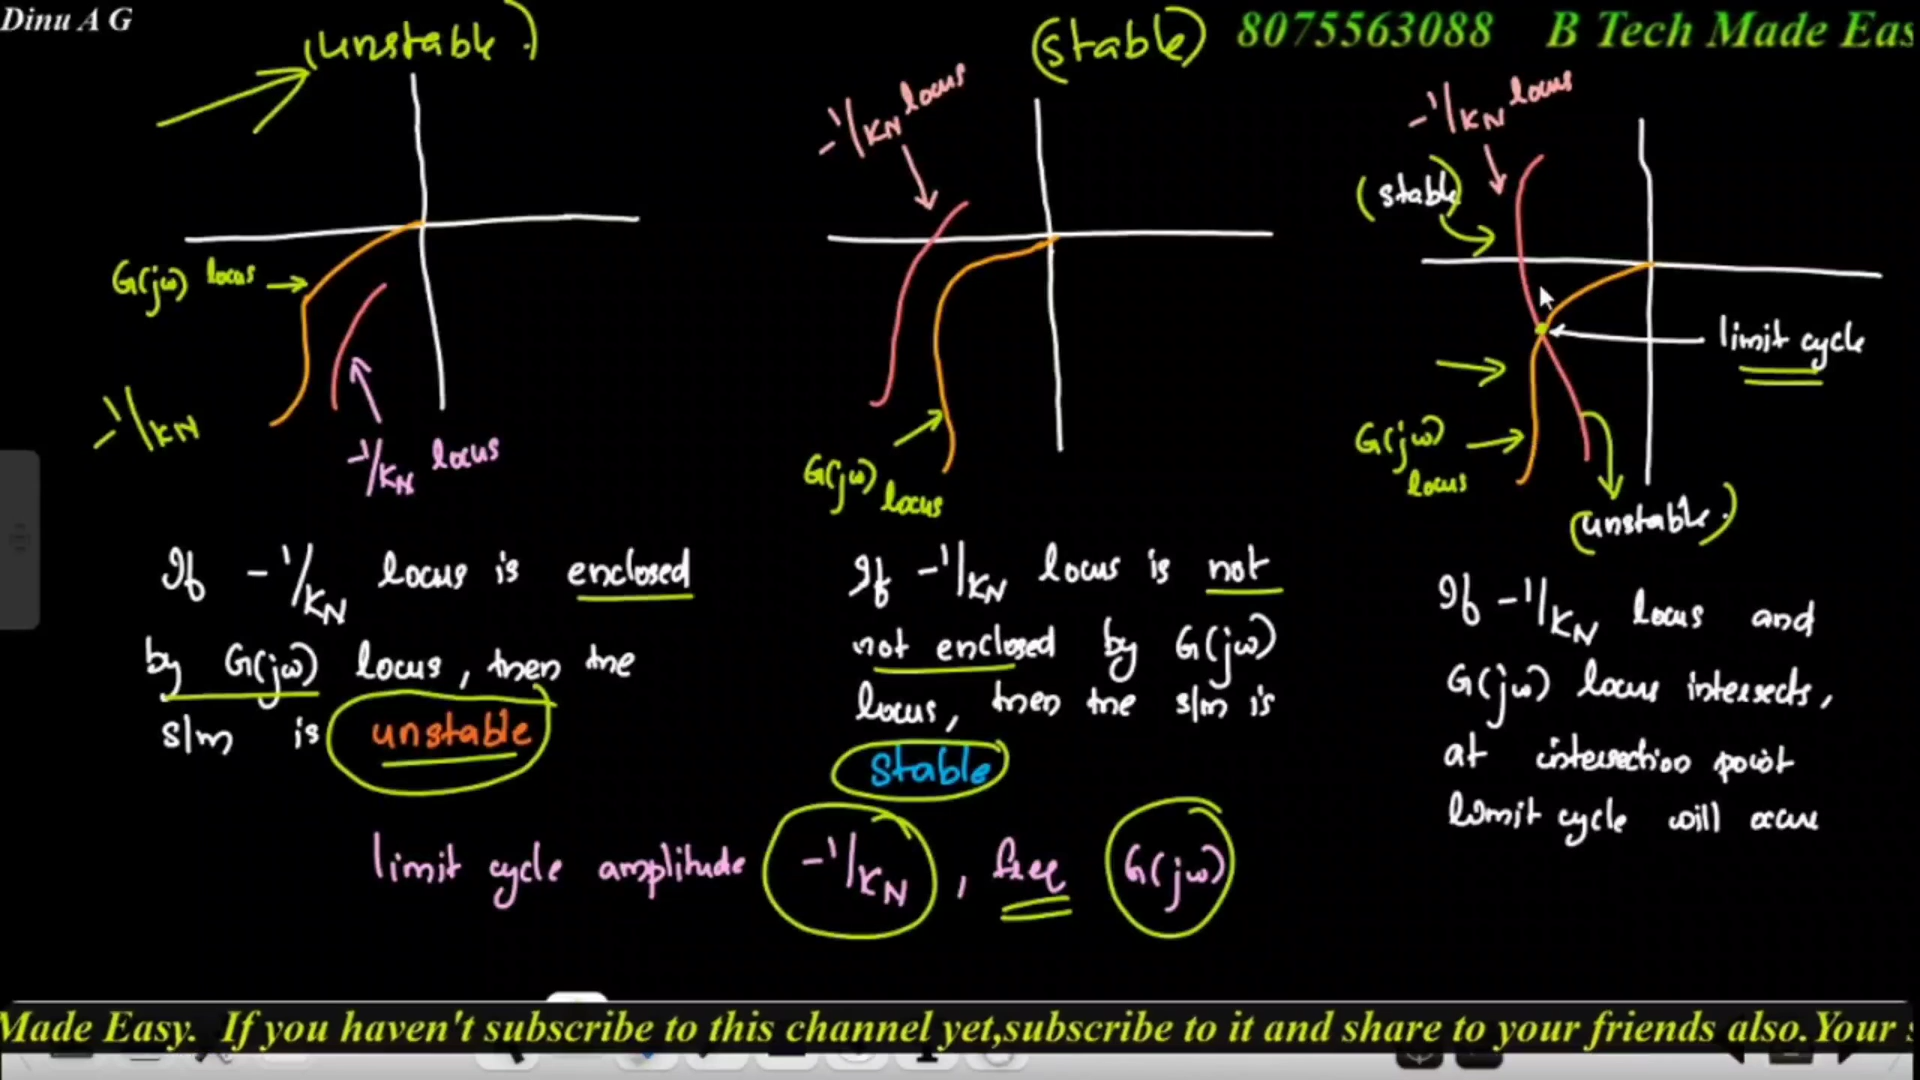 Dinu A G
(unstable.)
(stable)
8075563088 B Tech Made Eas
-1/KN locus
-1/KN locus
(stable)
G(jω) locus
limit cycle
-1/KN
-1/KN locus
G(jω) locus
G(jω) locus
(unstable.)
If -1/KN locus is enclosed
by G(jω) locus, then the
s/m is unstable
If -1/KN locus is not
not enclosed by G(jω)
locus, then the s/m is
stable
If -1/KN locus and
G(jω) locus intersects,
at intersection point
limit cycle will occur
limit cycle amplitude -1/KN, freq G(jω)
Made Easy. If you haven't subscribe to this channel yet,subscribe to it and share to your friends also.Your s